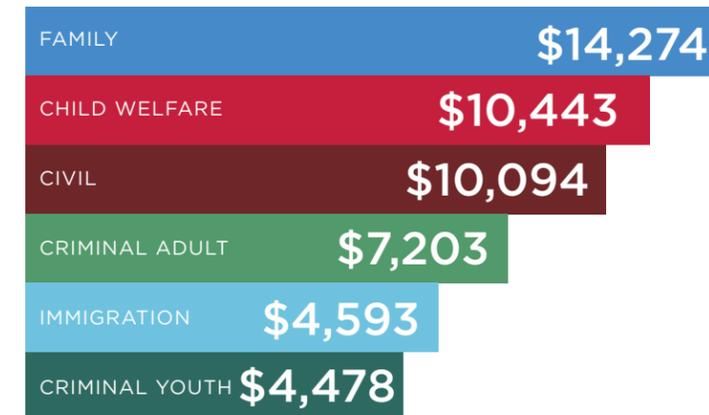 FAMILY $14,274
CHILD WELFARE $10,443
CIVIL $10,094
CRIMINAL ADULT $7,203
IMMIGRATION $4,593
CRIMINAL YOUTH $4,478